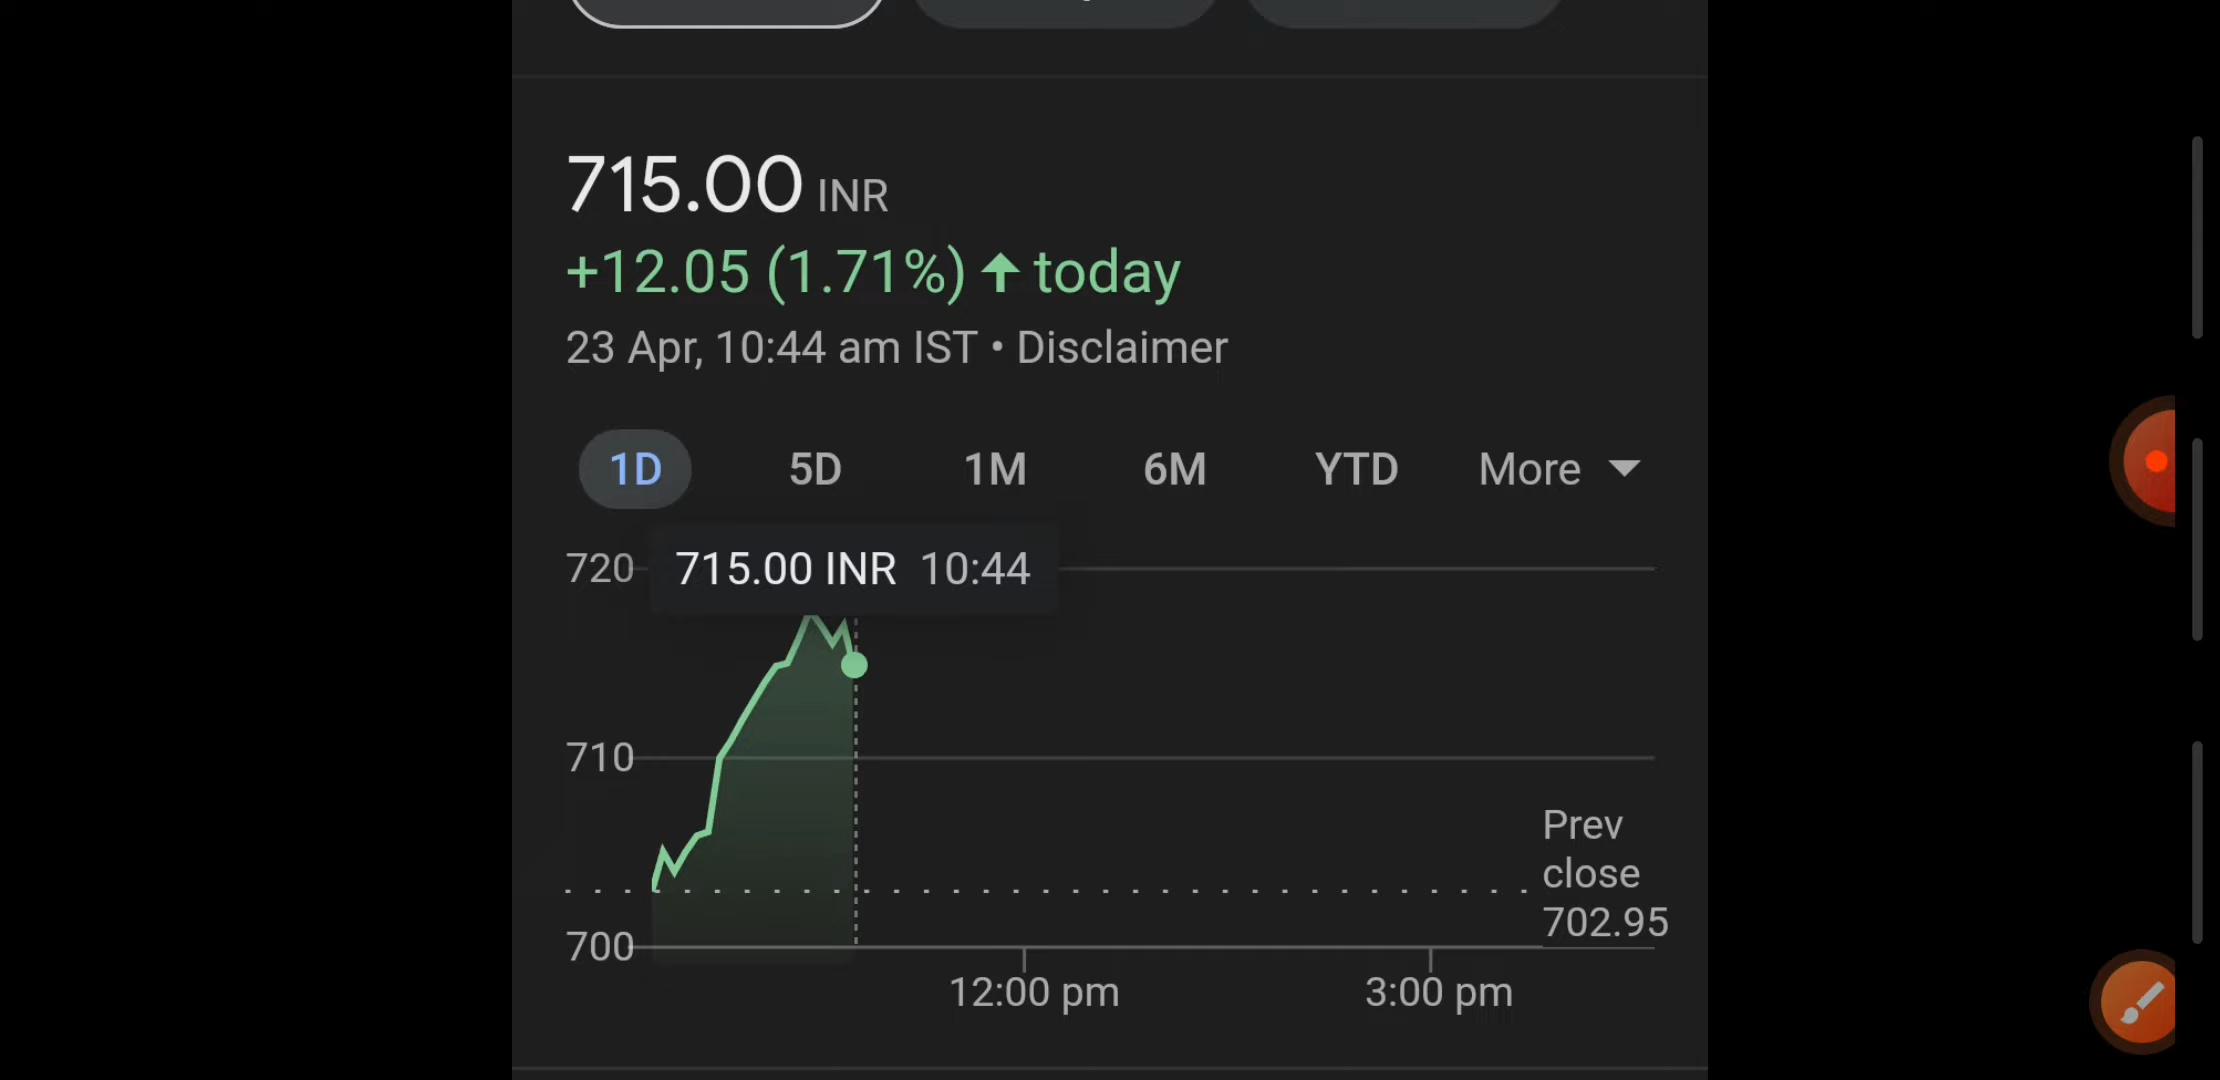 715.00 INR
+12.05 (1.71%) ↑ today
23 Apr, 10:44 am IST • Disclaimer
1D 5D 1M 6M YTD More
720
715.00 INR 10:44
710
Prev
close
702.95
700
12:00 pm 3:00 pm